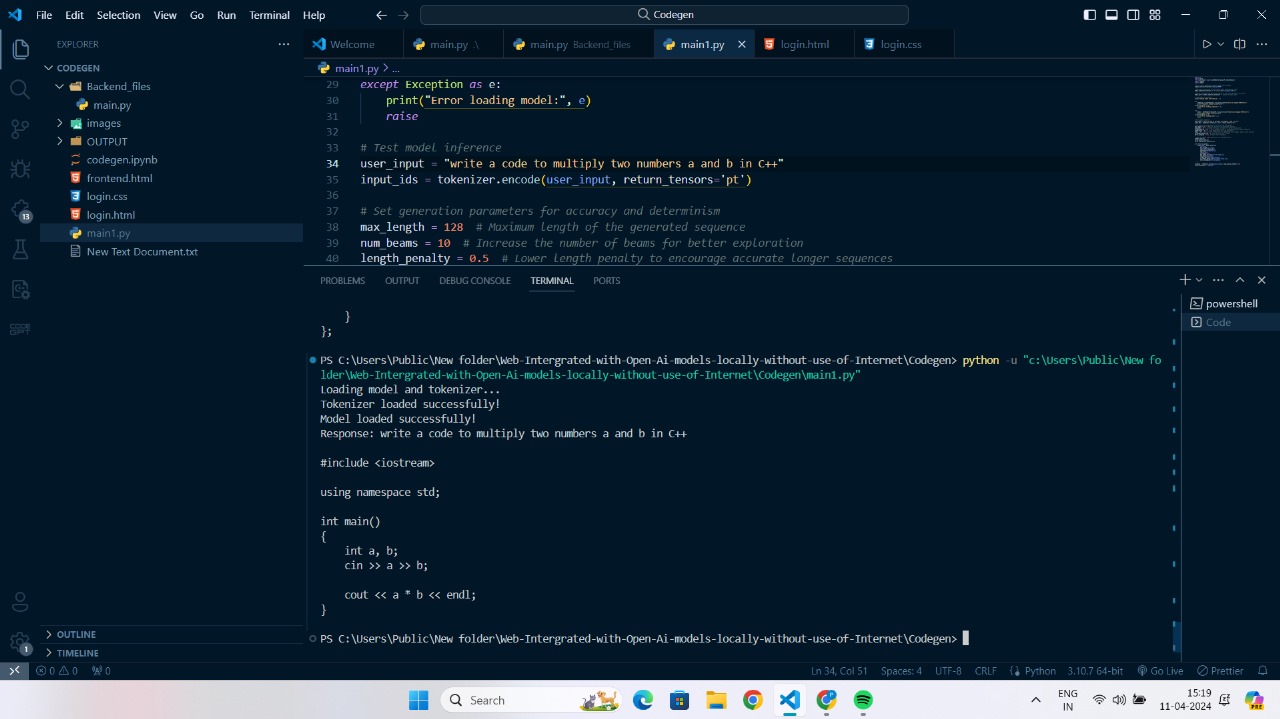 File Edit Selection View Go Run Terminal Help
Codegen
EXPLORER
CODEGEN
Backend_files
main.py
images
OUTPUT
codegen.ipynb
frontend.html
login.css
login.html
main1.py
New Text Document.txt
OUTLINE
TIMELINE
13
1
Welcome main.py .\ main.py Backend_files main1.py login.html login.css
main1.py > ...
29 except Exception as e:
30 print("Error loading model:", e)
31 raise
32
33 # Test model inference
34 user_input = "write a code to multiply two numbers a and b in C++"
35 input_ids = tokenizer.encode(user_input, return_tensors='pt')
36
37 # Set generation parameters for accuracy and determinism
38 max_length = 128 # Maximum length of the generated sequence
39 num_beams = 10 # Increase the number of beams for better exploration
40 length_penalty = 0.5 # Lower length penalty to encourage accurate longer sequences
PROBLEMS OUTPUT DEBUG CONSOLE TERMINAL PORTS
powershell
Code
}
};
PS C:\Users\Public\New folder\Web-Intergrated-with-Open-Ai-models-locally-without-use-of-Internet\Codegen> python -u "c:\Users\Public\New fo
lder\Web-Intergrated-with-Open-Ai-models-locally-without-use-of-Internet\Codegen\main1.py"
Loading model and tokenizer...
Tokenizer loaded successfully!
Model loaded successfully!
Response: write a code to multiply two numbers a and b in C++
#include <iostream>
using namespace std;
int main()
{
int a, b;
cin >> a >> b;
cout << a * b << endl;
}
PS C:\Users\Public\New folder\Web-Intergrated-with-Open-Ai-models-locally-without-use-of-Internet\Codegen>
0 0 0 Ln 34, Col 51 Spaces: 4 UTF-8 CRLF Python 3.10.7 64-bit Go Live Prettier
Search
ENG
IN
15:19
11-04-2024